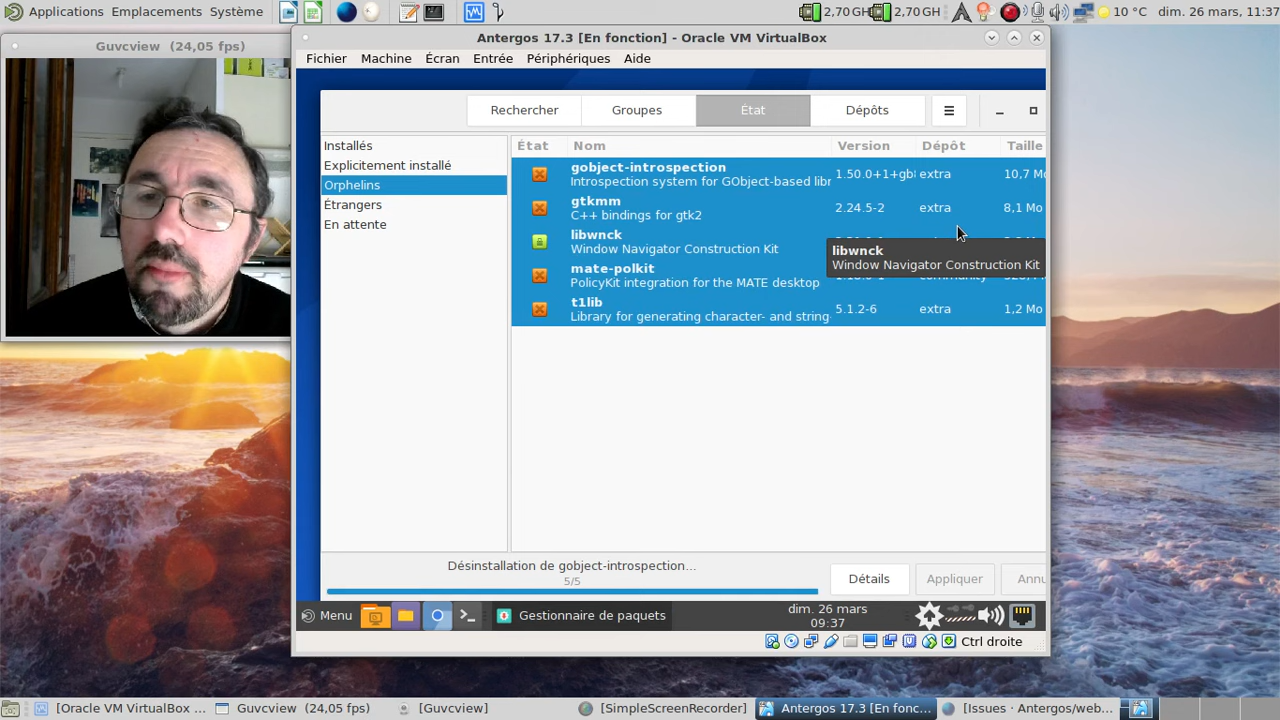 Applications Emplacements Système
2,70 GH 2,70 GH 10 °C dim. 26 mars, 11:37
Guvcview (24,05 fps)
Antergos 17.3 [En fonction] - Oracle VM VirtualBox
Fichier Machine Écran Entrée Périphériques Aide
Rechercher Groupes État Dépôts
Installés
Explicitement installé
Orphelins
Étrangers
En attente
État Nom Version Dépôt Taille
gobject-introspection
Introspection system for GObject-based libr
1.50.0+1+gb extra 10,7 Mo
gtkmm
C++ bindings for gtk2
2.24.5-2 extra 8,1 Mo
libwnck
Window Navigator Construction Kit
libwnck
Window Navigator Construction Kit
mate-polkit
PolicyKit integration for the MATE desktop
t1lib
Library for generating character- and string-
5.1.2-6 extra 1,2 Mo
Désinstallation de gobject-introspection…
5/5
Détails Appliquer Annu
Menu Gestionnaire de paquets dim. 26 mars
09:37
Ctrl droite
[Oracle VM VirtualBox ... Guvcview (24,05 fps) [Guvcview] [SimpleScreenRecorder] Antergos 17.3 [En fonc... [Issues · Antergos/web...